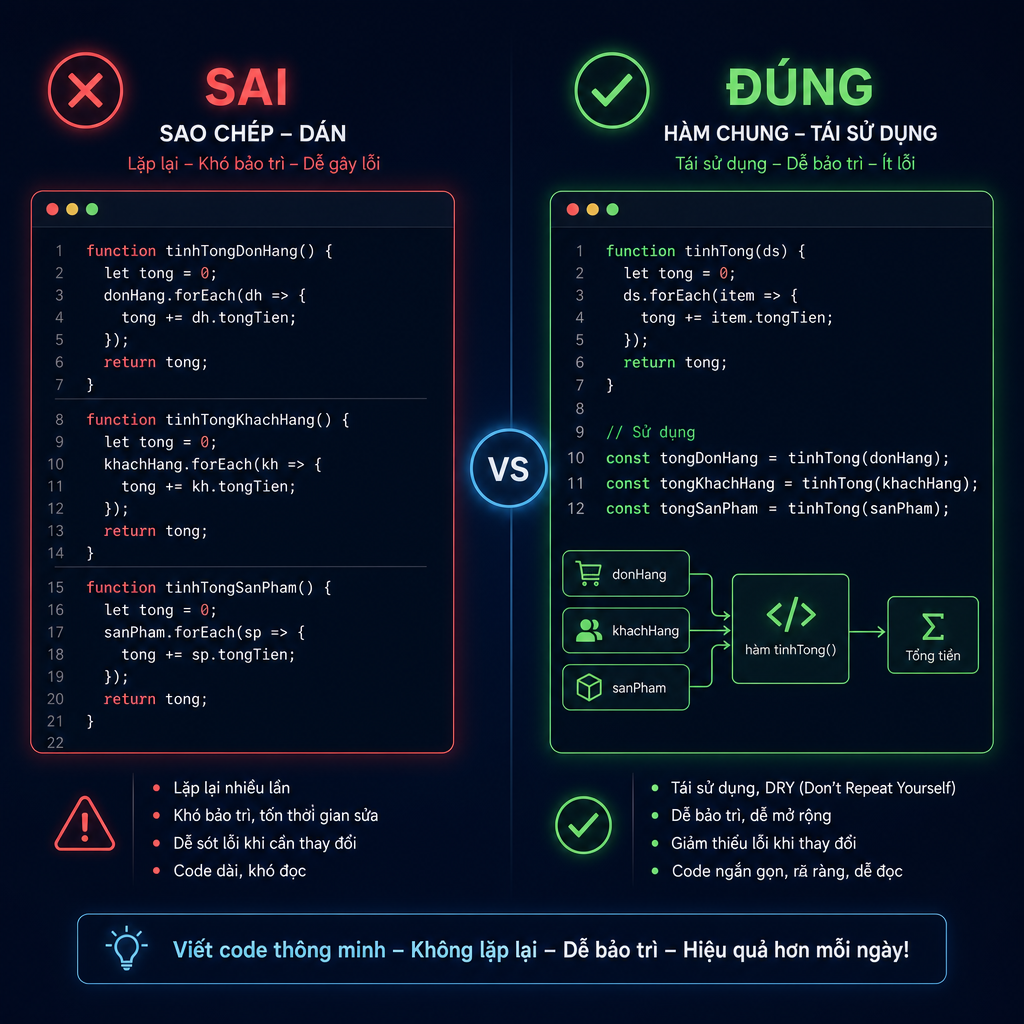 SAI
SAO CHÉP – DÁN
Lặp lại – Khó bảo trì – Dễ gây lỗi
1 function tinhTongDonHang() {
2 let tong = 0;
3 donHang.forEach(dh => {
4 tong += dh.tongTien;
5 });
6 return tong;
7 }
8 function tinhTongKhachHang() {
9 let tong = 0;
10 khachHang.forEach(kh => {
11 tong += kh.tongTien;
12 });
13 return tong;
14 }
15 function tinhTongSanPham() {
16 let tong = 0;
17 sanPham.forEach(sp => {
18 tong += sp.tongTien;
19 });
20 return tong;
21 }
22
Lặp lại nhiều lần
Khó bảo trì, tốn thời gian sửa
Dễ sót lỗi khi cần thay đổi
Code dài, khó đọc
VS
ĐÚNG
HÀM CHUNG – TÁI SỬ DỤNG
Tái sử dụng – Dễ bảo trì – Ít lỗi
1 function tinhTong(ds) {
2 let tong = 0;
3 ds.forEach(item => {
4 tong += item.tongTien;
5 });
6 return tong;
7 }
8
9 // Sử dụng
10 const tongDonHang = tinhTong(donHang);
11 const tongKhachHang = tinhTong(khachHang);
12 const tongSanPham = tinhTong(sanPham);
donHang
khachHang
sanPham
</>
hàm tinhTong()
Σ
Tổng tiền
Tái sử dụng, DRY (Don't Repeat Yourself)
Dễ bảo trì, dễ mở rộng
Giảm thiểu lỗi khi thay đổi
Code ngắn gọn, ràng, dễ đọc
Viết code thông minh – Không lặp lại – Dễ bảo trì – Hiệu quả hơn mỗi ngày!